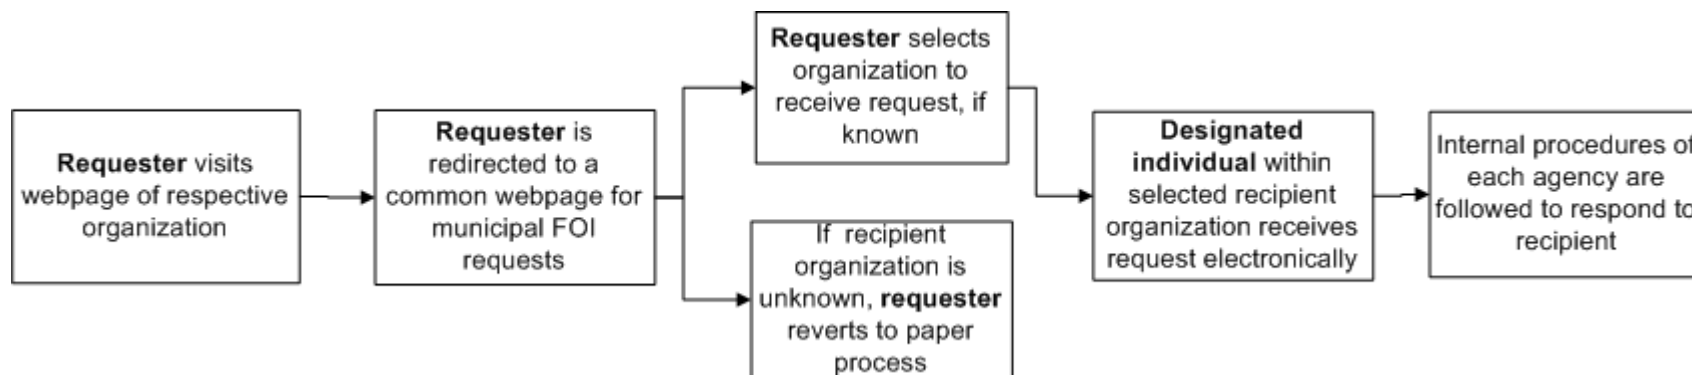 Requester visits
webpage of respective
organization
Requester is
redirected to a
common webpage for
municipal FOI
requests
Requester selects
organization to
receive request, if
known
If recipient
organization is
unknown, requester
reverts to paper
process
Designated
individual within
selected recipient
organization receives
request electronically
Internal procedures of
each agency are
followed to respond to
recipient